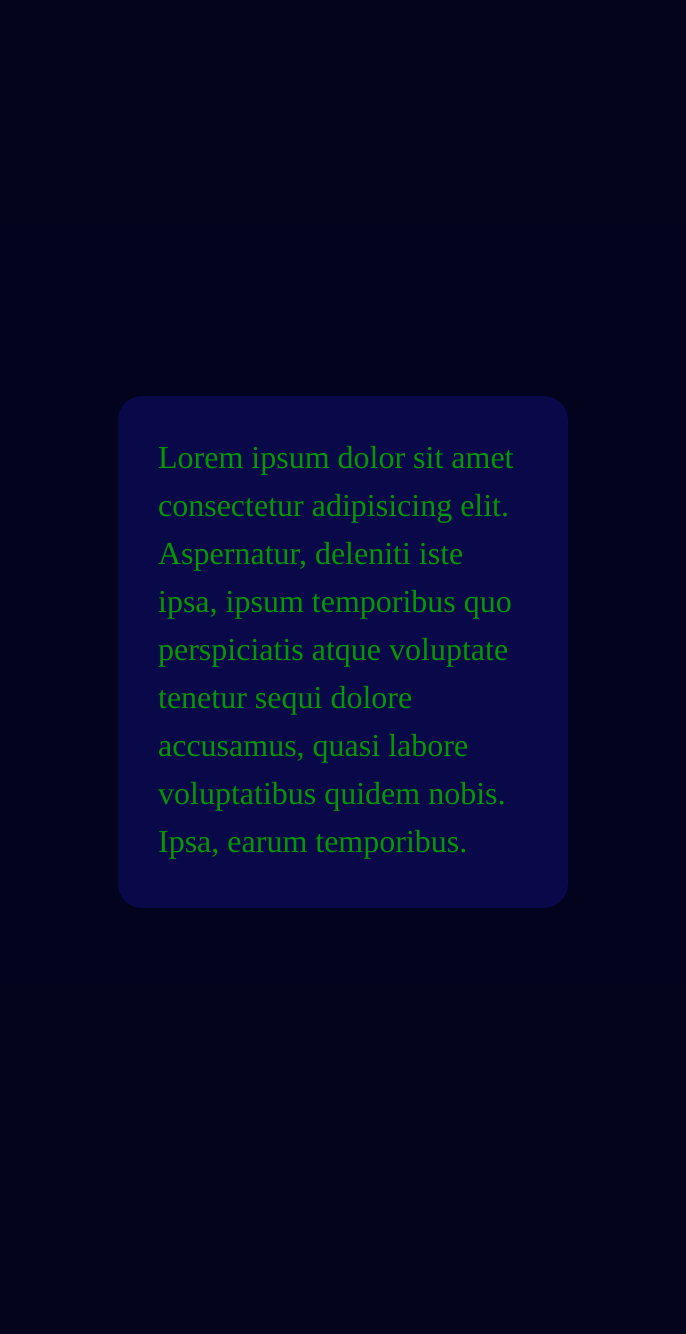 Lorem ipsum dolor sit amet
consectetur adipisicing elit.
Aspernatur, deleniti iste
ipsa, ipsum temporibus quo
perspiciatis atque voluptate
tenetur sequi dolore
accusamus, quasi labore
voluptatibus quidem nobis.
Ipsa, earum temporibus.